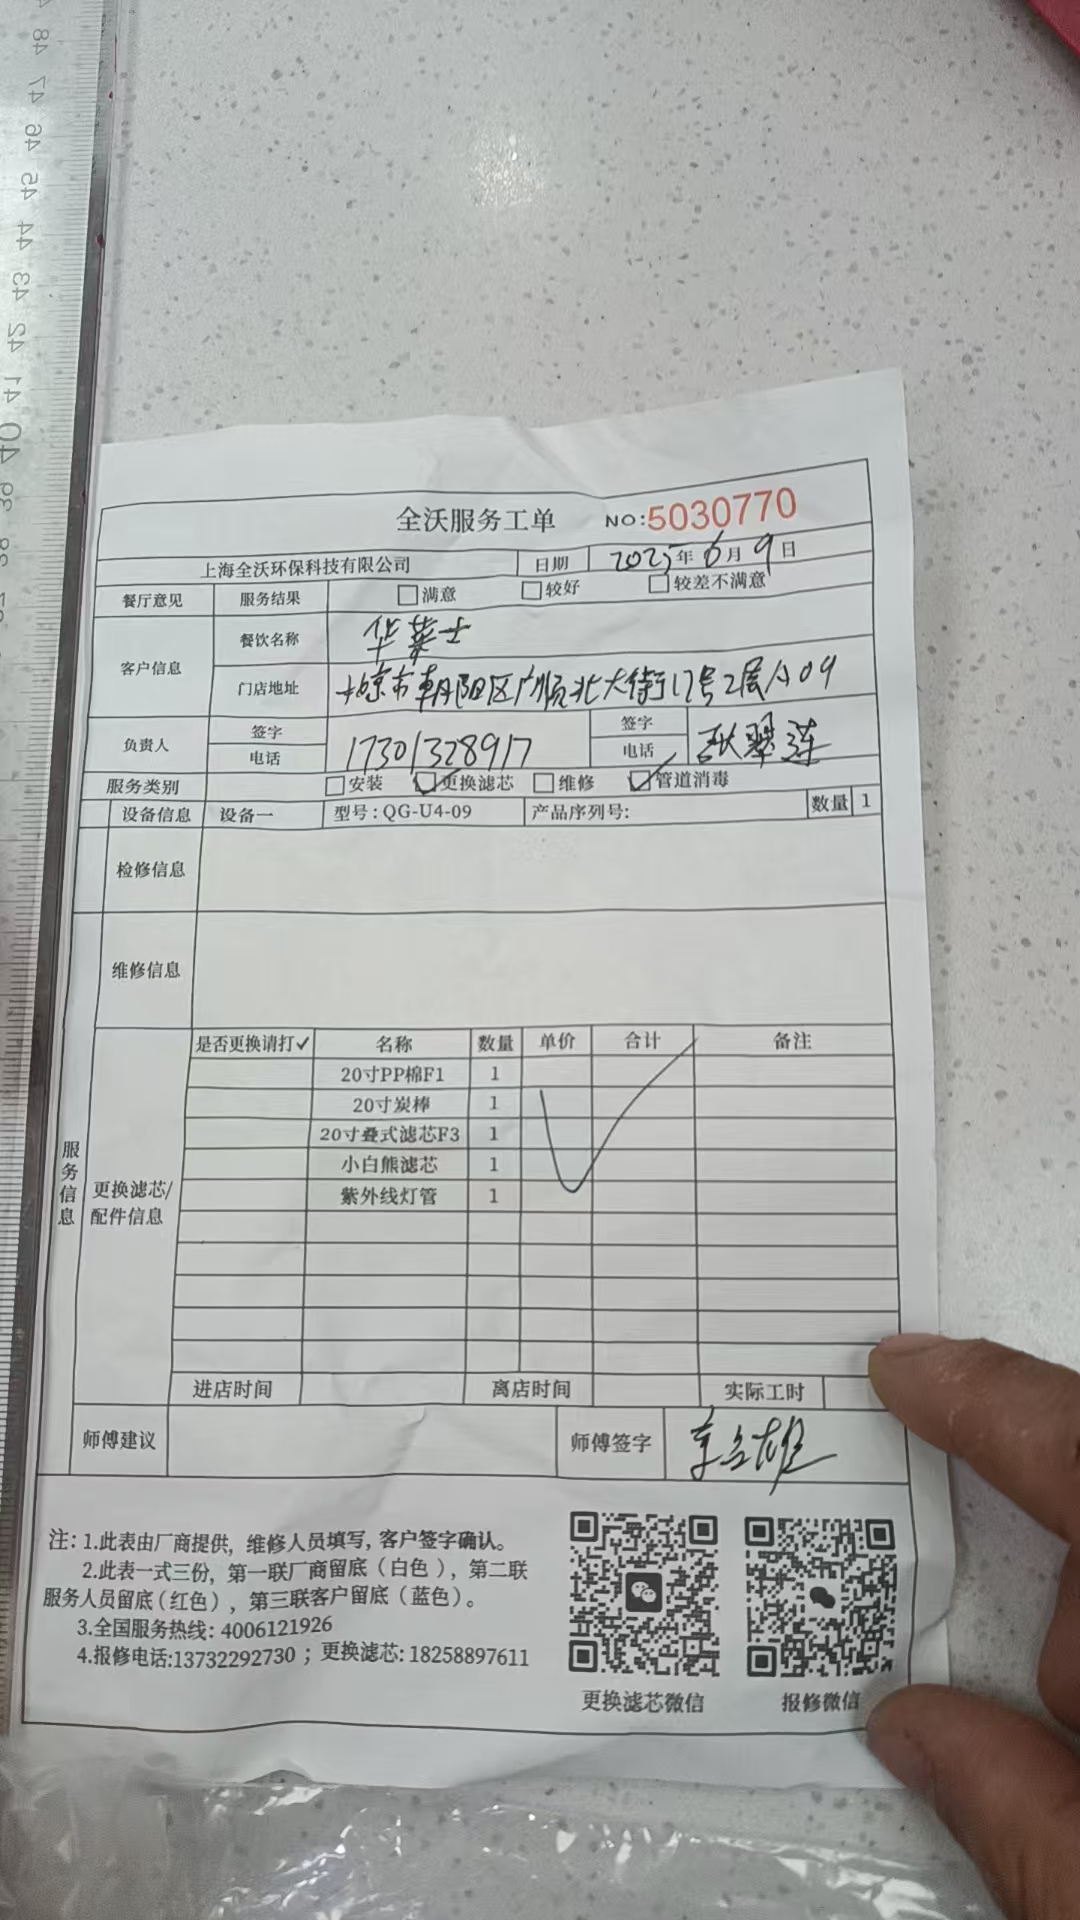 全沃服务工单 NO:5030770
上海全沃环保科技有限公司 日期 2025年6月9日
餐厅意见 服务结果 □满意 □较好 □较差不满意
客户信息 餐饮名称 华莱士
门店地址 北京市朝阳区广顺北大街17号2层A09
负责人 签字 电话 17301328917 签字 电话 翠莲
服务类别 □安装 ☑更换滤芯 □维修 ☑管道消毒
设备信息 设备一 型号:QG-U4-09 产品序列号: 数量 1
检修信息
维修信息
服务信息
更换滤芯/配件信息
是否更换请打✓ 名称 数量 单价 合计 备注
20寸PP棉F1 1
20寸炭棒 1
20寸叠式滤芯F3 1
小白熊滤芯 1
紫外线灯管 1
进店时间 离店时间 实际工时
师傅建议 师傅签字
注: 1.此表由厂商提供, 维修人员填写, 客户签字确认。
2.此表一式三份, 第一联厂商留底(白色), 第二联
服务人员留底(红色), 第三联客户留底(蓝色)。
3.全国服务热线: 4006121926
4.报修电话:13732292730 ; 更换滤芯: 18258897611
更换滤芯微信 报修微信
48
47
46
45
44
43
42
41
40
39
38